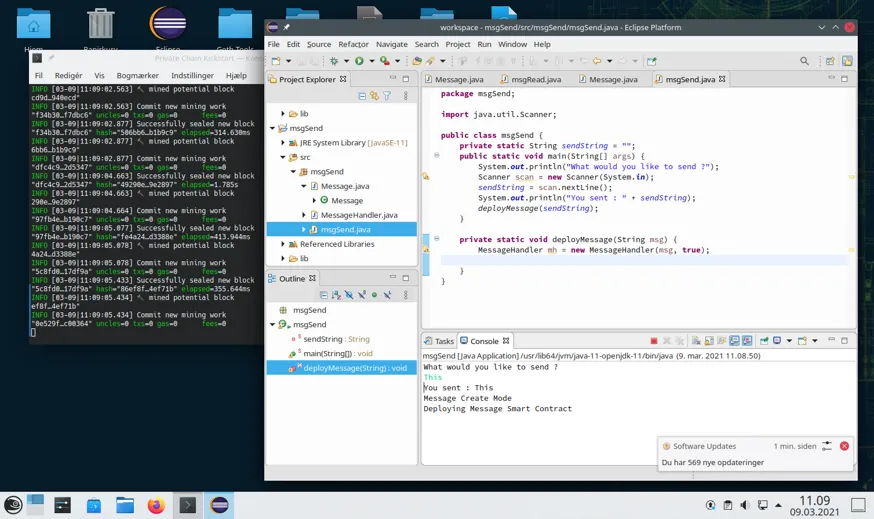 Hjem
Papirkurv
Eclipse
Geth Tools
Private Chain Kickstart
Fil Redigér Vis Bogmærker Indstillinger Hjælp
INFO [03-09|11:09:02.563] mined potential block
cd9d…940ecd"
INFO [03-09|11:09:02.563] Commit new mining work
"f34b30…f7dbc6" uncles=0 txs=0 gas=0 fees=0
INFO [03-09|11:09:02.877] Successfully sealed new block
"f34b30…f7dbc6" hash="506bb6…b1b9c9" elapsed=314.630ms
INFO [03-09|11:09:02.877] mined potential block
6bb6…b1b9c9"
INFO [03-09|11:09:02.877] Commit new mining work
"dfc4c9…2d5347" uncles=0 txs=0 gas=0 fees=0
INFO [03-09|11:09:04.663] Successfully sealed new block
"dfc4c9…2d5347" hash="49290e…9e2897" elapsed=1.785s
INFO [03-09|11:09:04.663] mined potential block
290e…9e2897"
INFO [03-09|11:09:04.664] Commit new mining work
"97fb4e…b190c7" uncles=0 txs=0 gas=0 fees=0
INFO [03-09|11:09:05.077] Successfully sealed new block
"97fb4e…b190c7" hash="fe4a24…d3388e" elapsed=413.944ms
INFO [03-09|11:09:05.078] mined potential block
4a24…d3388e"
INFO [03-09|11:09:05.078] Commit new mining work
"5c8fd0…17df9a" uncles=0 txs=0 gas=0 fees=0
INFO [03-09|11:09:05.433] Successfully sealed new block
"5c8fd0…17df9a" hash="86ef8f…4ef71b" elapsed=355.644ms
INFO [03-09|11:09:05.434] mined potential block
ef8f…4ef71b"
INFO [03-09|11:09:05.434] Commit new mining work
"0e529f…c00364" uncles=0 txs=0 gas=0 fees=0
workspace - msgSend/src/msgSend/msgSend.java - Eclipse Platform
File Edit Source Refactor Navigate Search Project Run Window Help
Project Explorer
lib
msgSend
JRE System Library [JavaSE-11]
src
msgSend
Message.java
Message
MessageHandler.java
msgSend.java
Referenced Libraries
lib
Outline
msgSend
msgSend
sendString : String
main(String[]) : void
deployMessage(String) : void
Message.java msgRead.java Message.java msgSend.java
package msgSend;
import java.util.Scanner;
public class msgSend {
private static String sendString = "";
public static void main(String[] args) {
System.out.println("What would you like to send ?");
Scanner scan = new Scanner(System.in);
sendString = scan.nextLine();
System.out.println("You sent : " + sendString);
deployMessage(sendString);
}
private static void deployMessage(String msg) {
MessageHandler mh = new MessageHandler(msg, true);
}
}
Tasks Console
msgSend [Java Application] /usr/lib64/jvm/java-11-openjdk-11/bin/java (9. mar. 2021 11.08.50)
What would you like to send ?
This
You sent : This
Message Create Mode
Deploying Message Smart Contract
Software Updates 1 min. siden
Du har 569 nye opdateringer
11.09
09.03.2021